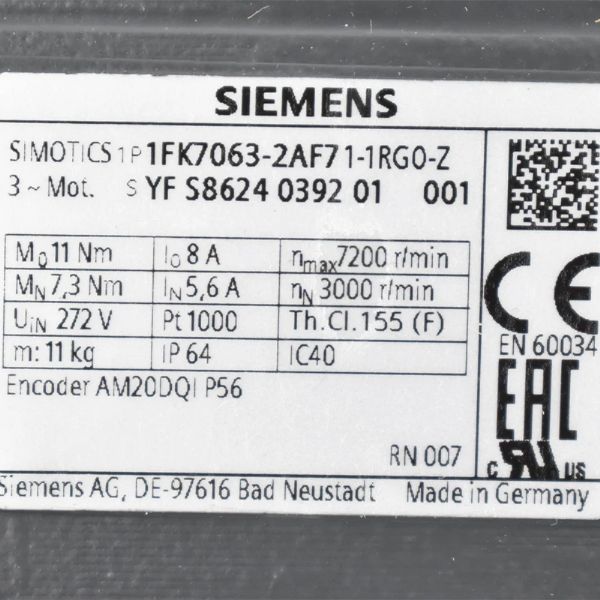 SIEMENS
SIMOTICS 1P 1FK7063-2AF71-1RG0-Z
3 ~ Mot. S YF S8624 0392 01 001
M0 11 Nm I0 8 A nmax 7200 r/min
MN 7,3 Nm IN 5,6 A nN 3000 r/min
UiN 272 V Pt 1000 Th.Cl. 155 (F)
m: 11 kg IP 64 IC40
Encoder AM20DQI P56
RN 007
CE
EN 60034
EAC
c RU US
Siemens AG, DE-97616 Bad Neustadt Made in Germany